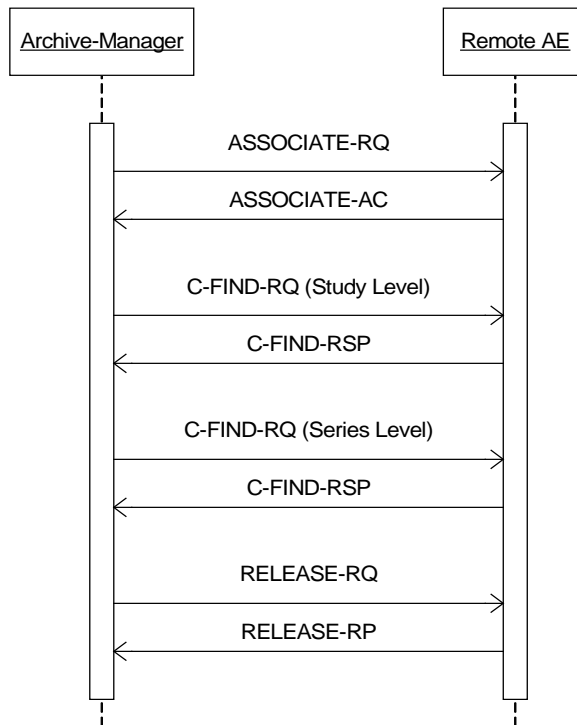 Archive-Manager
Remote AE
ASSOCIATE-RQ
ASSOCIATE-AC
C-FIND-RQ (Study Level)
C-FIND-RSP
C-FIND-RQ (Series Level)
C-FIND-RSP
RELEASE-RQ
RELEASE-RP